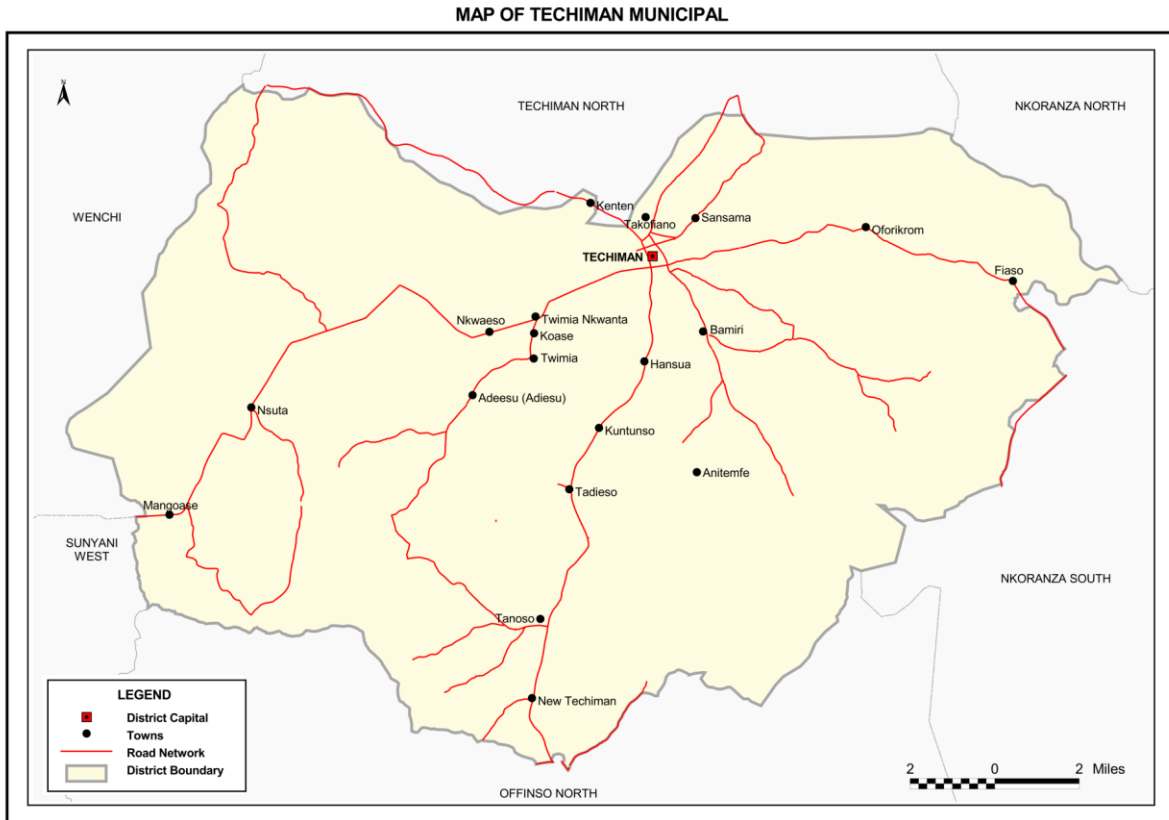 MAP OF TECHIMAN MUNICIPAL
N
TECHIMAN NORTH
NKORANZA NORTH
WENCHI
Kenten
Takofiano
Sansama
Oforikrom
TECHIMAN
Fiaso
Nkwaeso
Twimia Nkwanta
Koase
Bamiri
Twimia
Hansua
Adeesu (Adiesu)
Nsuta
Kuntunso
Anitemfe
Tadieso
Mangoase
SUNYANI
WEST
NKORANZA SOUTH
Tanoso
New Techiman
LEGEND
District Capital
Towns
Road Network
District Boundary
2 0 2 Miles
OFFINSO NORTH